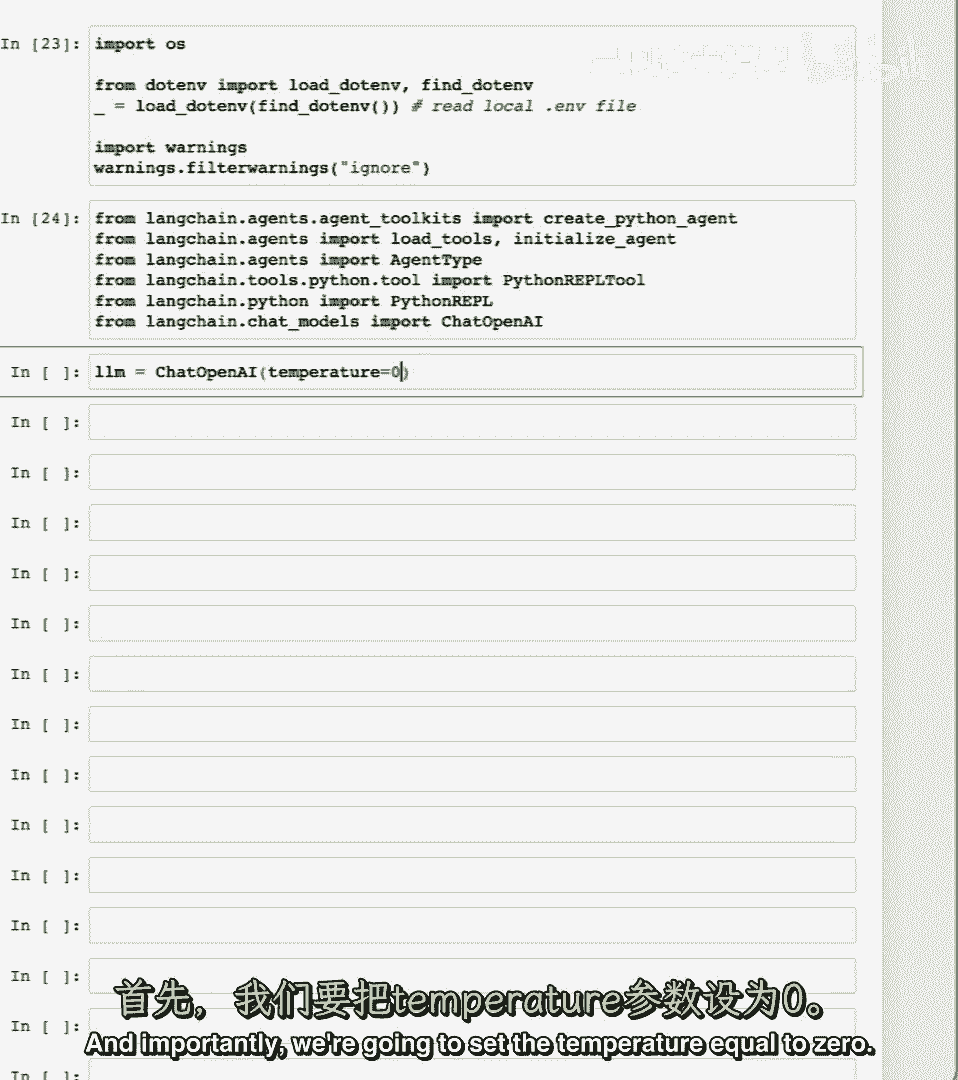 In [23]: import os
from dotenv import load_dotenv, find_dotenv
_ = load_dotenv(find_dotenv()) # read local .env file
import warnings
warnings.filterwarnings("ignore")
In [24]: from langchain.agents.agent_toolkits import create_python_agent
from langchain.agents import load_tools, initialize_agent
from langchain.agents import AgentType
from langchain.tools.python.tool import PythonREPLTool
from langchain.python import PythonREPL
from langchain.chat_models import ChatOpenAI
In [ ]: llm = ChatOpenAI(temperature=0)
In [ ]:
In [ ]:
In [ ]:
In [ ]:
In [ ]:
In [ ]:
In [ ]:
In [ ]:
In [ ]:
In [ ]:
In [ ]:
In [ ]:
首先，我们要把temperature参数设为0。
In [ ]:
And importantly, we're going to set the temperature equal to zero.
In [ ]: